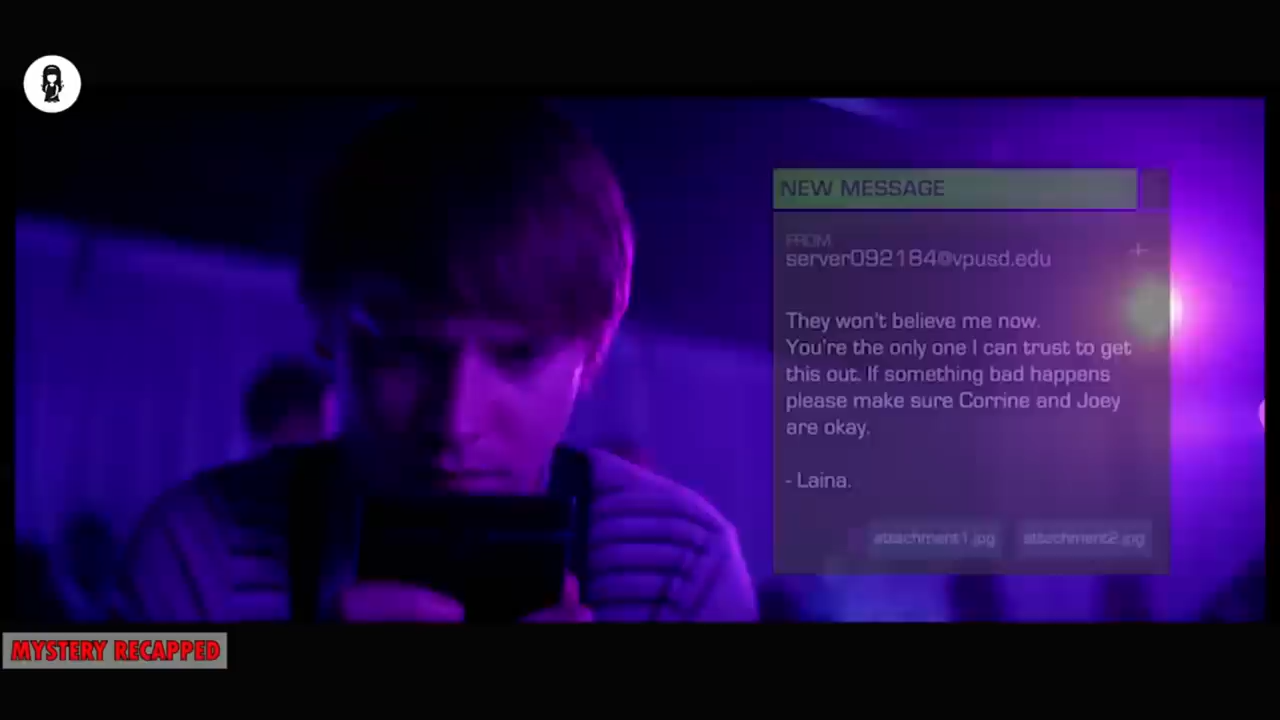 NEW MESSAGE
FROM
server092184@vpusd.edu
They won't believe me now.
You're the only one I can trust to get
this out. If something bad happens
please make sure Corrine and Joey
are okay.
- Laina.
attachment1.jpg
attachment2.jpg
MYSTERY RECAPPED